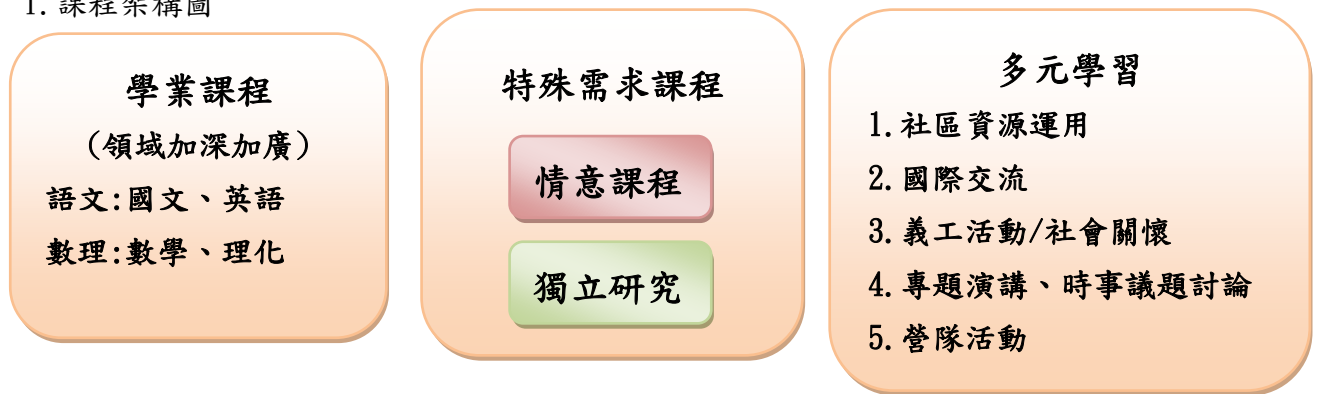 1.課程架構圖
學業課程
(領域加深加廣)
語文:國文、英語
數理:數學、理化
特殊需求課程
情意課程
獨立研究
多元學習
1.社區資源運用
2.國際交流
3.義工活動/社會關懷
4.專題演講、時事議題討論
5.營隊活動